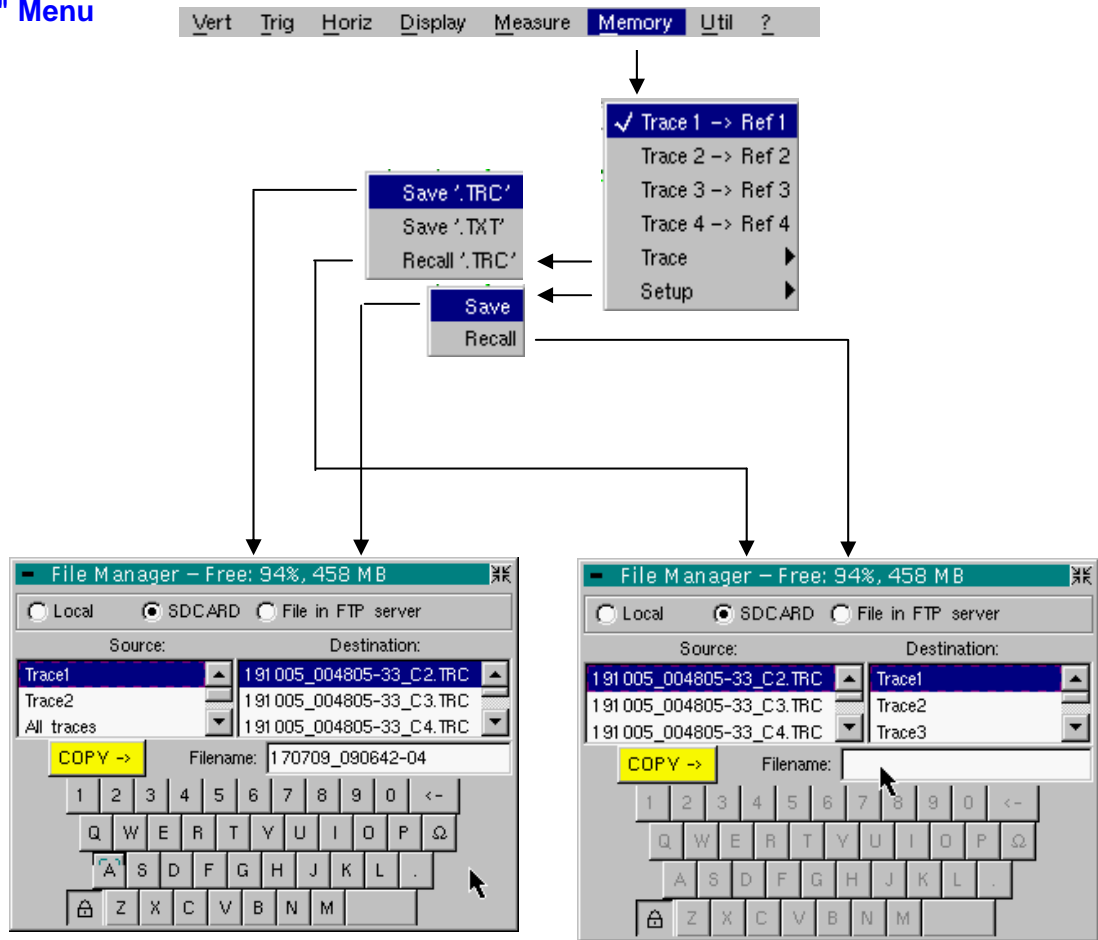 " Menu
Vert Trig Horiz Display Measure Memory Util ?
✓ Trace 1 -> Ref 1
Trace 2 -> Ref 2
Trace 3 -> Ref 3
Trace 4 -> Ref 4
Trace
Setup
Save '.TRC'
Save '.TXT'
Recall '.TRC'
Save
Recall
File Manager - Free: 94%, 458 MB
Local SDCARD File in FTP server
Source: Destination:
Trace1 191005_004805-33_C2.TRC
Trace2 191005_004805-33_C3.TRC
All traces 191005_004805-33_C4.TRC
COPY -> Filename: 170709_090642-04
1 2 3 4 5 6 7 8 9 0 <-
Q W E R T Y U I O P Ω
A S D F G H J K L .
Z X C V B N M
File Manager - Free: 94%, 458 MB
Local SDCARD File in FTP server
Source: Destination:
191005_004805-33_C2.TRC Trace1
191005_004805-33_C3.TRC Trace2
191005_004805-33_C4.TRC Trace3
COPY -> Filename:
1 2 3 4 5 6 7 8 9 0 <-
Q W E R T Y U I O P Ω
A S D F G H J K L .
Z X C V B N M